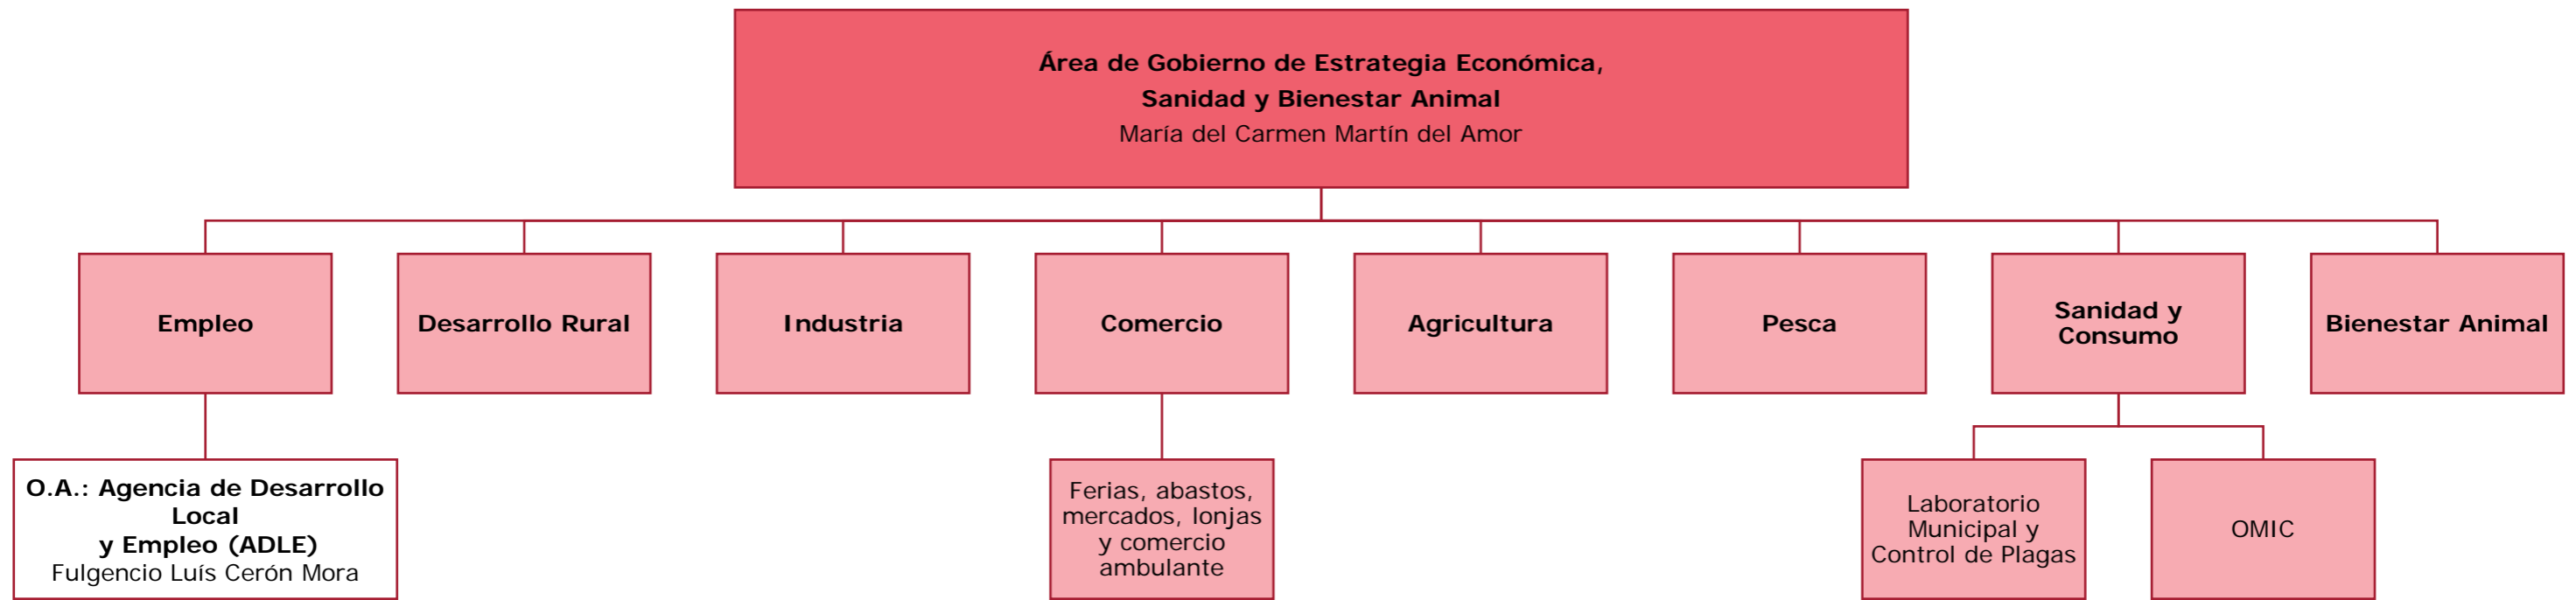 Área de Gobierno de Estrategia Económica,
Sanidad y Bienestar Animal
María del Carmen Martín del Amor
Empleo
Desarrollo Rural
Industria
Comercio
Agricultura
Pesca
Sanidad y
Consumo
Bienestar Animal
O.A.: Agencia de Desarrollo
Local
y Empleo (ADLE)
Fulgencio Luís Cerón Mora
Ferias, abastos,
mercados, lonjas
y comercio
ambulante
Laboratorio
Municipal y
Control de Plagas
OMIC